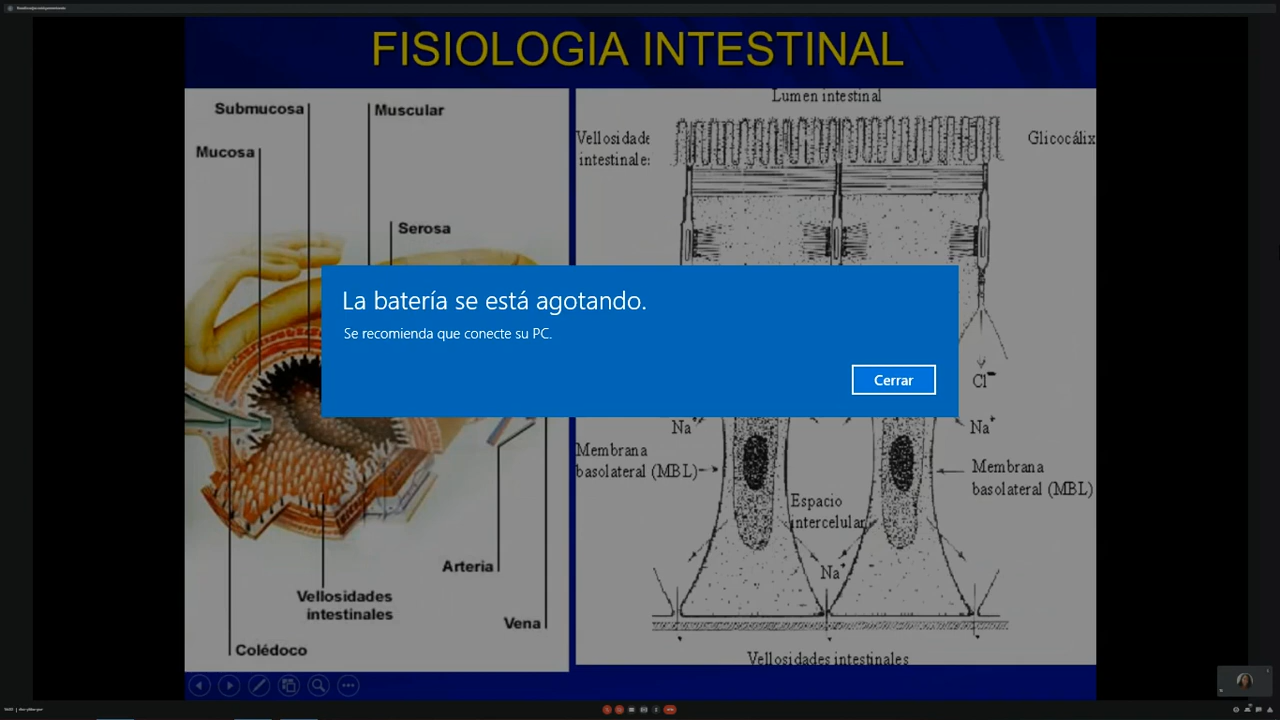 FISIOLOGIA INTESTINAL
Submucosa
Muscular
Mucosa
Serosa
Arteria
Vellosidades
intestinales
Vena
Colédoco
Lumen intestinal
Vellosidade
intestinale
Glicocálix
La batería se está agotando.
Se recomienda que conecte su PC.
Cerrar
Cl⁻
Na⁺
Na⁺
Membrana
basolateral (MBL)
Membrana
basolateral (MBL)
Espacio
intercelular
Na⁺
Vellosidades intestinales